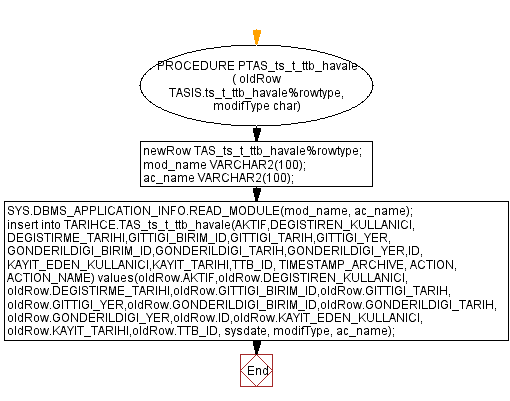 PROCEDURE PTAS_ts_t_ttb_havale
( oldRow
TASIS.ts_t_ttb_havale%rowtype,
modifType char)
newRow TAS_ts_t_ttb_havale%rowtype;
mod_name VARCHAR2(100);
ac_name VARCHAR2(100);
SYS.DBMS_APPLICATION_INFO.READ_MODULE(mod_name, ac_name);
insert into TARIHCE.TAS_ts_t_ttb_havale(AKTIF,DEGISTIREN_KULLANICI,
DEGISTIRME_TARIHI,GITTIGI_BIRIM_ID,GITTIGI_TARIH,GITTIGI_YER,
GONDERILDIGI_BIRIM_ID,GONDERILDIGI_TARIH,GONDERILDIGI_YER,ID,
KAYIT_EDEN_KULLANICI,KAYIT_TARIHI,TTB_ID, TIMESTAMP_ARCHIVE, ACTION,
ACTION_NAME) values(oldRow.AKTIF,oldRow.DEGISTIREN_KULLANICI,
oldRow.DEGISTIRME_TARIHI,oldRow.GITTIGI_BIRIM_ID,oldRow.GITTIGI_TARIH,
oldRow.GITTIGI_YER,oldRow.GONDERILDIGI_BIRIM_ID,oldRow.GONDERILDIGI_TARIH,
oldRow.GONDERILDIGI_YER,oldRow.ID,oldRow.KAYIT_EDEN_KULLANICI,
oldRow.KAYIT_TARIHI,oldRow.TTB_ID, sysdate, modifType, ac_name);
End